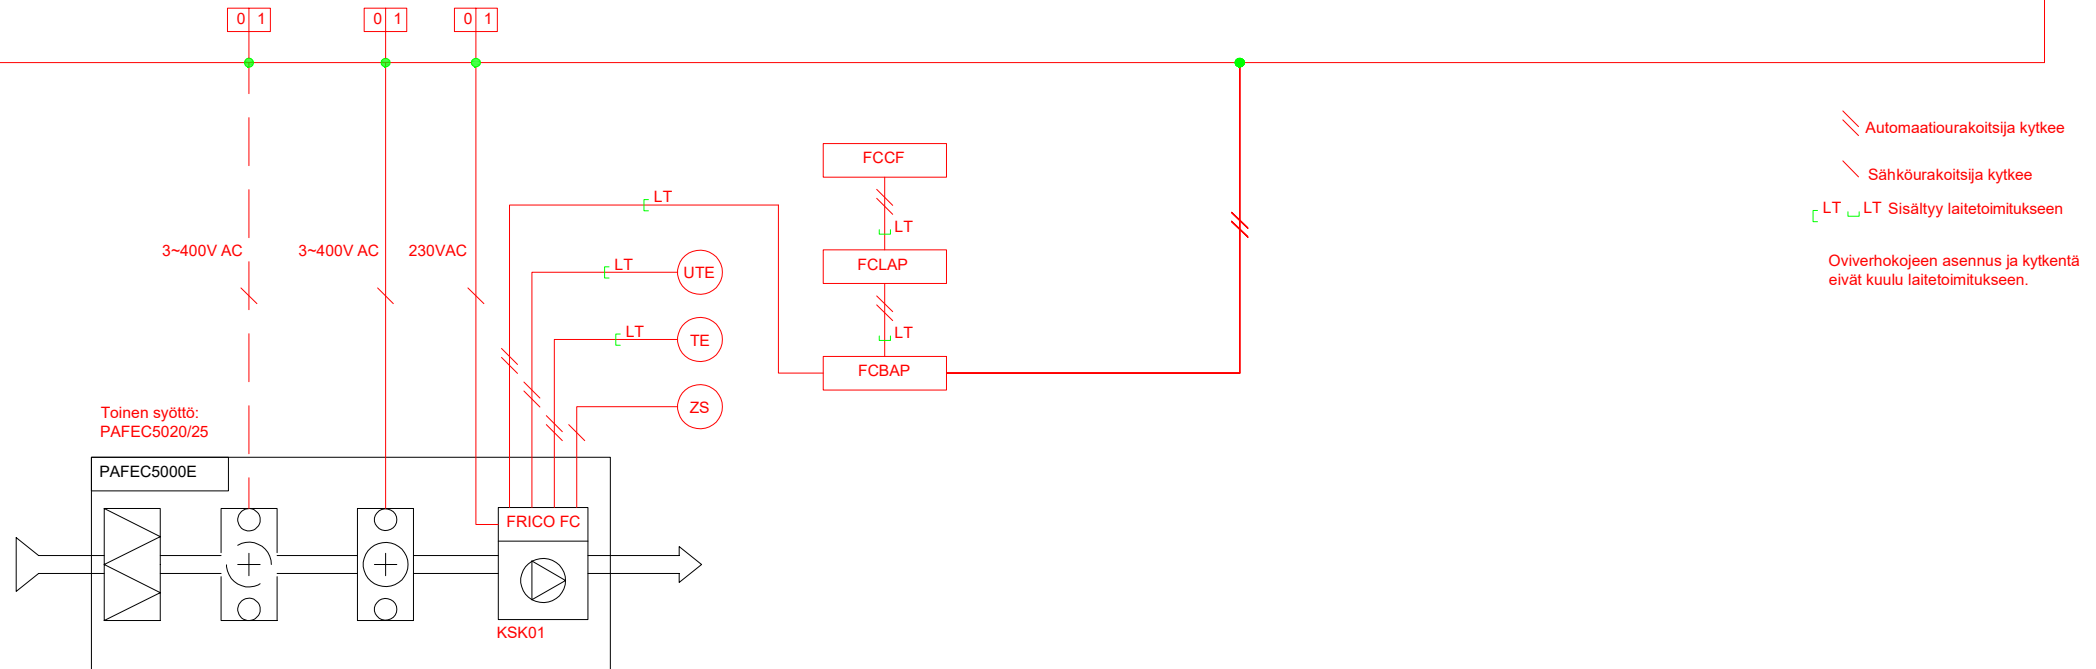 0 1
0 1
0 1
Automaatiourakoitsija kytkee
FCCF
Sähköurakoitsija kytkee
LT
LT LT Sisältyy laitetoimitukseen
LT
3~400V AC
3~400V AC
230VAC
LT
UTE
FCLAP
Oviverhokojeen asennus ja kytkentä
eivät kuulu laitetoimitukseen.
LT
TE
LT
FCBAP
ZS
Toinen syöttö:
PAFEC5020/25
PAFEC5000E
FRICO FC
KSK01